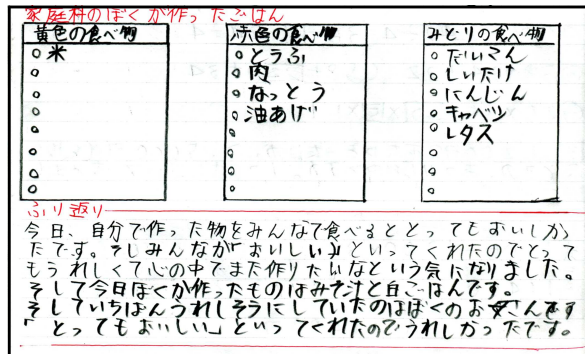 家庭科のぼくが作ったごはん
黄色の食べ物
米
赤色の食べ物
とうふ
肉
なっとう
油あげ
みどりの食べ物
だいこん
しいたけ
にんじん
キャベツ
レタス
ふり返り
今日、自分で作った物をみんなで食べるととってもおいしか
たです。そしみんなが「おいしい」といってくれたのでとって
もうれしくて心の中でまた作りたいなという気になりました。
そして今日ぼくが作ったものはみそ汁と白ごはんです。
そしていちばんうれしそうにしていたのはぼくのお父さんです
「とってもおいしい」といってくれたのでうれしかったです。